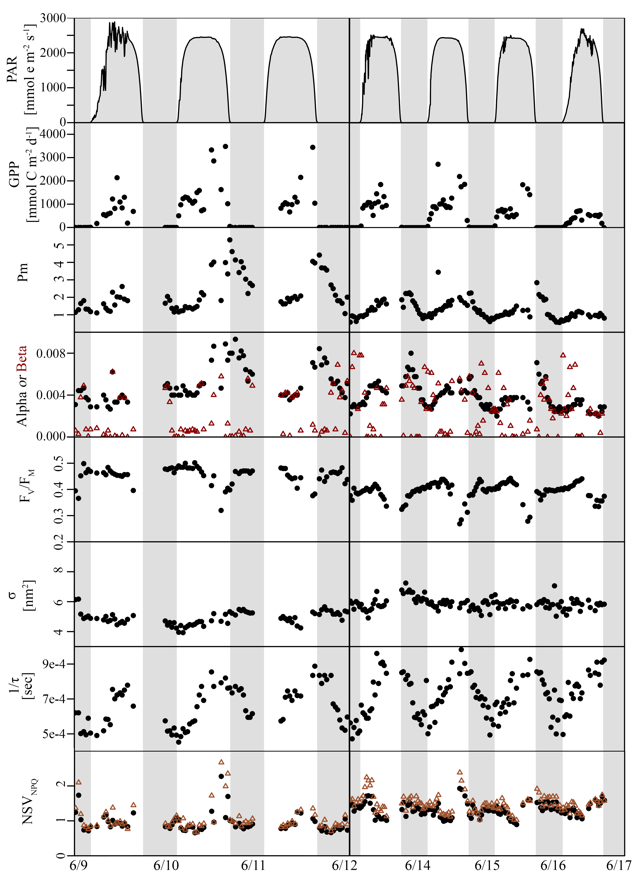 PAR
[mmol e m⁻² s⁻¹]
3000
2000
1000
0
GPP
[mmol C m⁻² d⁻¹]
4000
3000
2000
1000
0
Pm
5
4
3
2
1
Alpha or Beta
0.008
0.004
0.000
Fᵥ/F_M
0.5
0.4
0.3
0.2
σ
[nm²]
8
6
4
1/τ
[sec]
9e-4
7e-4
5e-4
NSV_NPQ
2
1
0
6/9 6/10 6/11 6/12 6/14 6/15 6/16 6/17